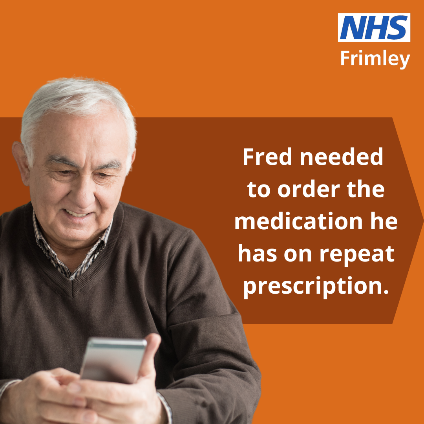 NHS
Frimley
Fred needed
to order the
medication he
has on repeat
prescription.